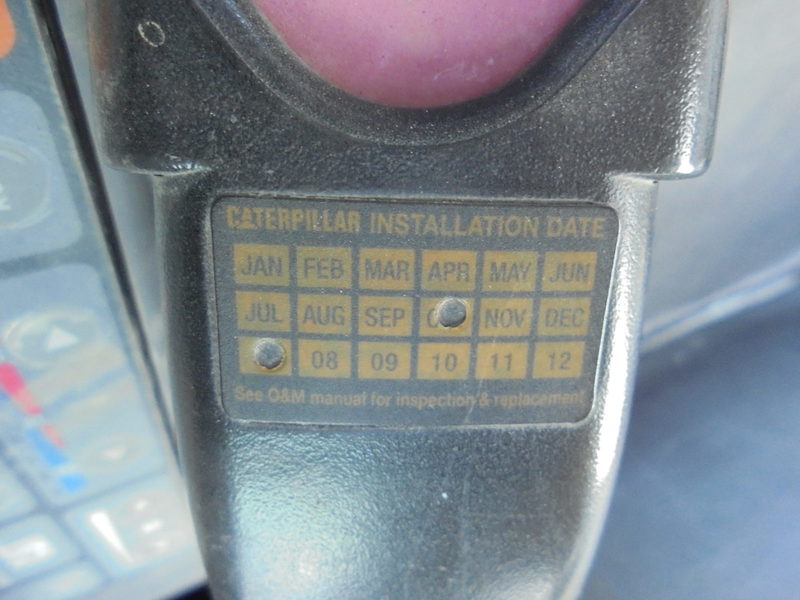 CATERPILLAR INSTALLATION DATE
JAN FEB MAR APR MAY JUN
JUL AUG SEP NOV DEC
08 09 10 11 12
See O&M manual for inspection & replacement